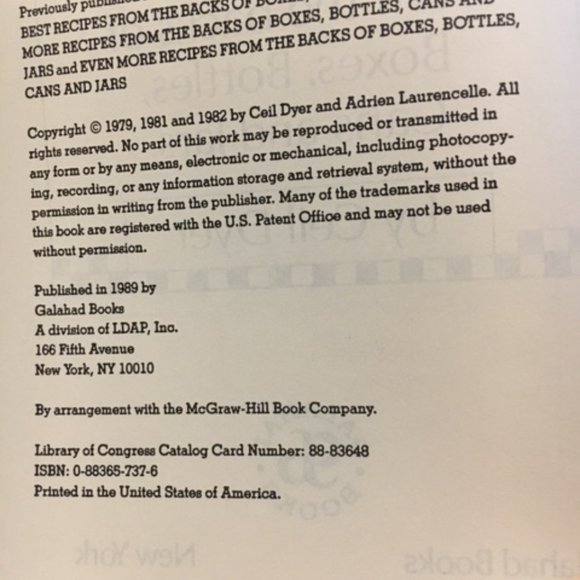 Previously published
BEST RECIPES FROM THE BACKS OF BOXES,
MORE RECIPES FROM THE BACKS OF BOXES, BOTTLES, CANS AND
JARS and EVEN MORE RECIPES FROM THE BACKS OF BOXES, BOTTLES,
CANS AND JARS
Copyright © 1979, 1981 and 1982 by Ceil Dyer and Adrien Laurencelle. All
rights reserved. No part of this work may be reproduced or transmitted in
any form or by any means, electronic or mechanical, including photocopy-
ing, recording, or any information storage and retrieval system, without the
permission in writing from the publisher. Many of the trademarks used in
this book are registered with the U.S. Patent Office and may not be used
without permission.
Published in 1989 by
Galahad Books
A division of LDAP, Inc.
166 Fifth Avenue
New York, NY 10010
By arrangement with the McGraw-Hill Book Company.
Library of Congress Catalog Card Number: 88-83648
ISBN: 0-88365-737-6
Printed in the United States of America.